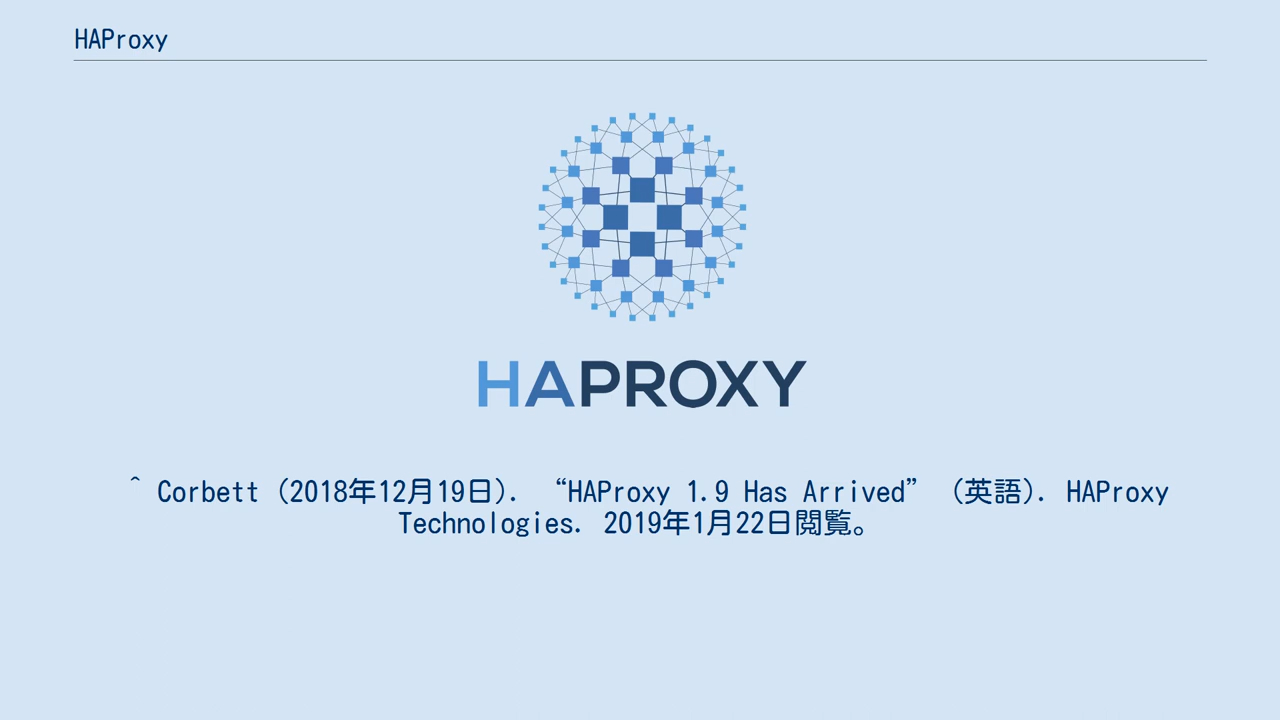 HAProxy
HAPROXY
^ Corbett (2018年12月19日). “HAProxy 1.9 Has Arrived” (英語). HAProxy
Technologies. 2019年1月22日閲覧。